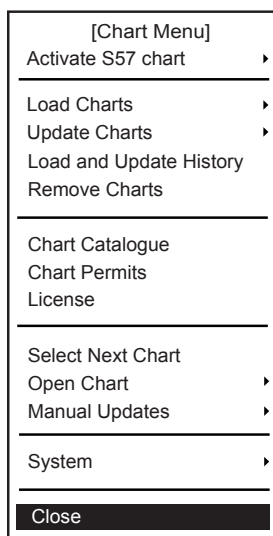 [Chart Menu]
Activate S57 chart
Load Charts
Update Charts
Load and Update History
Remove Charts
Chart Catalogue
Chart Permits
License
Select Next Chart
Open Chart
Manual Updates
System
Close